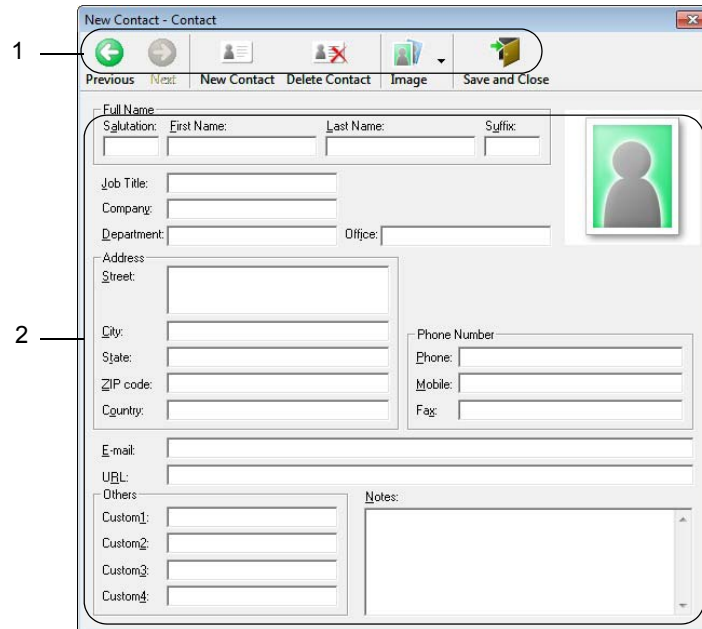 New Contact - Contact
1
Previous Next New Contact Delete Contact Image Save and Close
Full Name
Salutation: First Name: Last Name: Suffix:
Job Title:
Company:
Department: Office:
Address
Street:
2
City: Phone Number
State: Phone:
ZIP code: Mobile:
Country: Fax:
E-mail:
URL:
Others Notes:
Custom1:
Custom2:
Custom3:
Custom4: